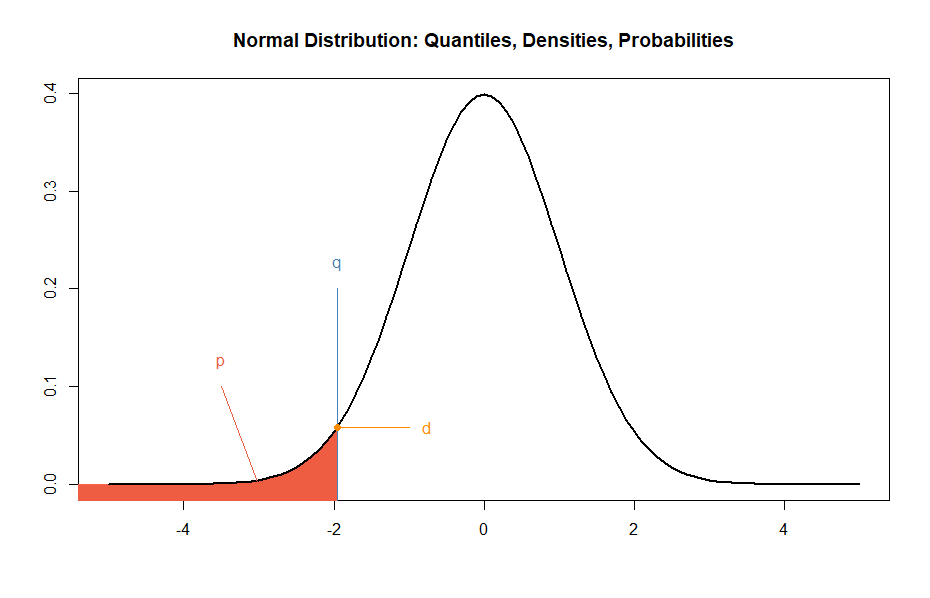 Normal Distribution: Quantiles, Densities, Probabilities
0.4
0.3
0.2
0.1
0.0
q
p
d
-4
-2
0
2
4